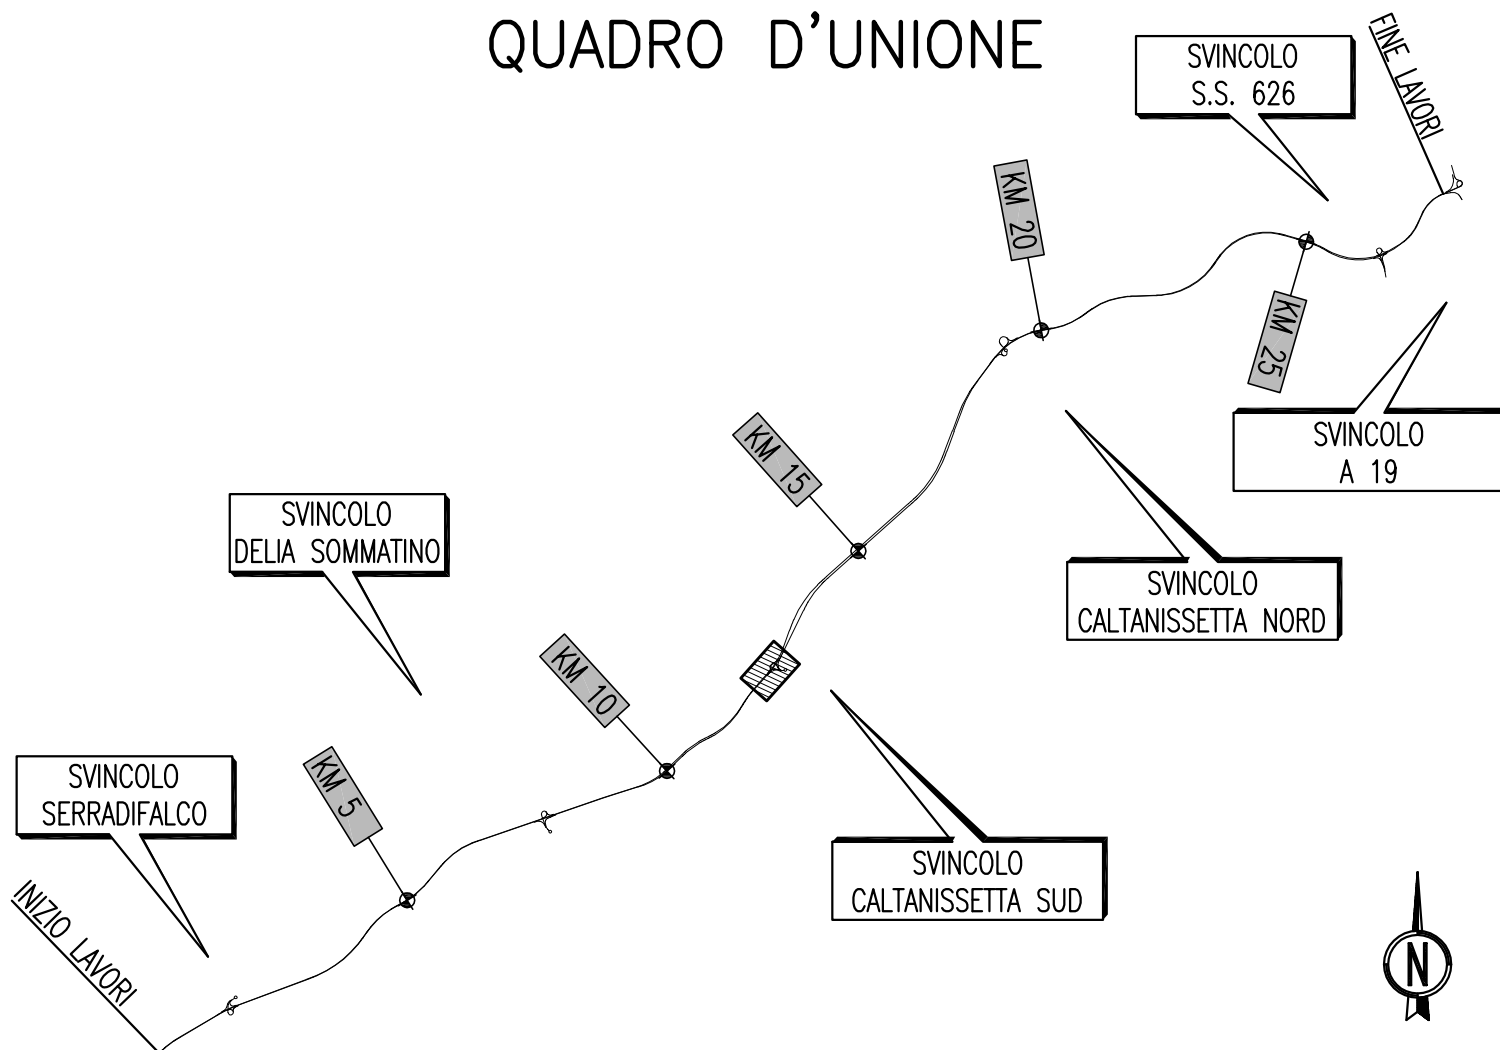 QUADRO D'UNIONE
SVINCOLO
S.S. 626
FINE LAVORI
KM 20
KM 25
SVINCOLO
A 19
KM 15
SVINCOLO
DELIA SOMMATINO
SVINCOLO
CALTANISSETTA NORD
KM 10
KM 5
SVINCOLO
SERRADIFALCO
SVINCOLO
CALTANISSETTA SUD
INIZIO LAVORI
N